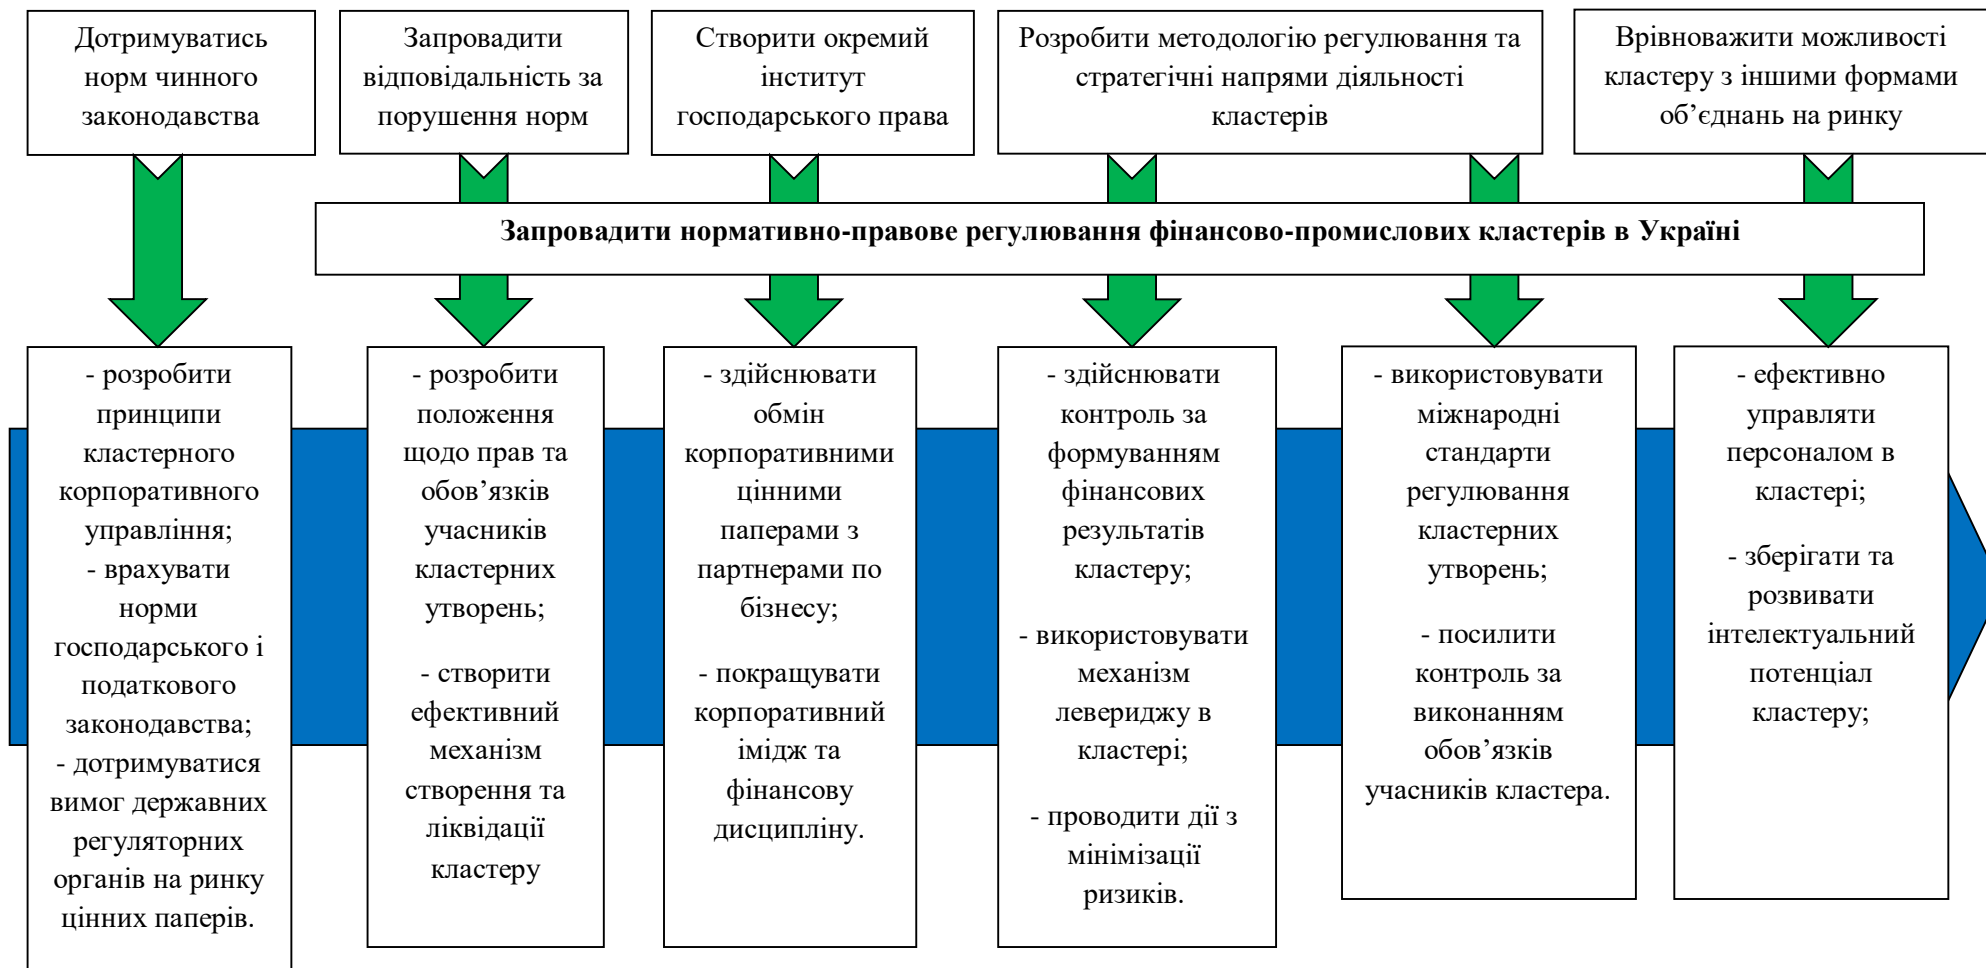 Дотримуватись
норм чинного
законодавства
Запровадити
відповідальність за
порушення норм
Створити окремий
інститут
господарського права
Розробити методологію регулювання та
стратегічні напрями діяльності
кластерів
Врівноважити можливості
кластеру з іншими формами
об’єднань на ринку
Запровадити нормативно-правове регулювання фінансово-промислових кластерів в Україні
- розробити
принципи
кластерного
корпоративного
управління;
- врахувати
норми
господарського і
податкового
законодавства;
- дотримуватися
вимог державних
регуляторних
органів на ринку
цінних паперів.
- розробити
положення
щодо прав та
обов’язків
учасників
кластерних
утворень;
- створити
ефективний
механізм
створення та
ліквідації
кластеру
- здійснювати
обмін
корпоративними
цінними
паперами з
партнерами по
бізнесу;
- покращувати
корпоративний
імідж та
фінансову
дисципліну.
- здійснювати
контроль за
формуванням
фінансових
результатів
кластеру;
- використовувати
механізм
левериджу в
кластері;
- проводити дії з
мінімізації
ризиків.
- використовувати
міжнародні
стандарти
регулювання
кластерних
утворень;
- посилити
контроль за
виконанням
обов’язків
учасників кластера.
- ефективно
управляти
персоналом в
кластері;
- зберігати та
розвивати
інтелектуальний
потенціал
кластеру;